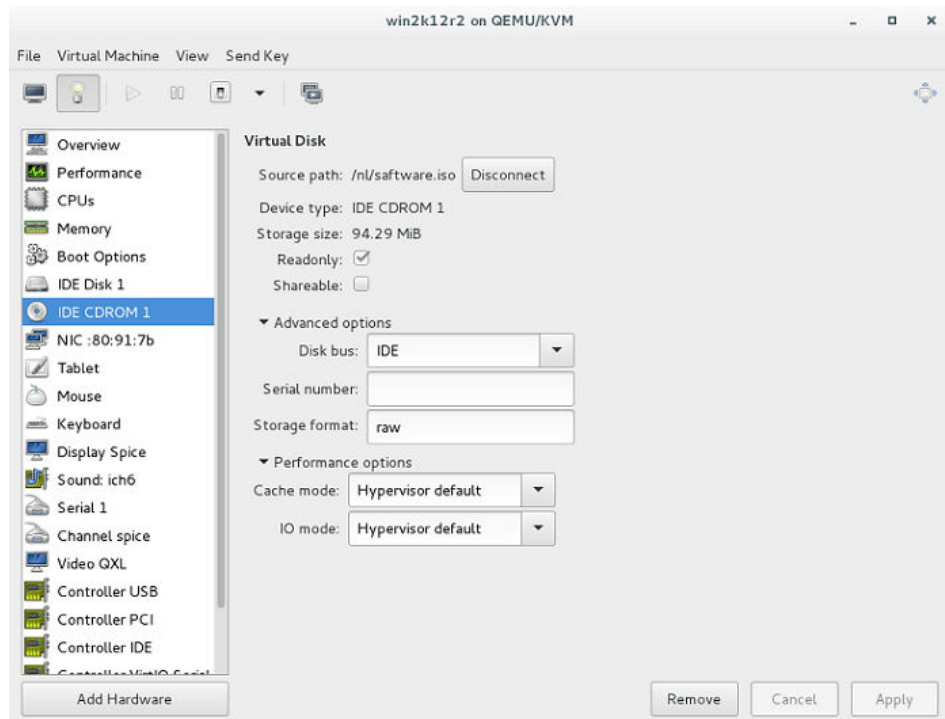 win2k12r2 on QEMU/KVM
File Virtual Machine View Send Key
Overview
Performance
CPUs
Memory
Boot Options
IDE Disk 1
IDE CDROM 1
NIC :80:91:7b
Tablet
Mouse
Keyboard
Display Spice
Sound: ich6
Serial 1
Channel spice
Video QXL
Controller USB
Controller PCI
Controller IDE
Controller VirtIO Serial
Add Hardware
Virtual Disk
Source path: /nl/saftware.iso Disconnect
Device type: IDE CDROM 1
Storage size: 94.29 MiB
Readonly:
Shareable:
Advanced options
Disk bus: IDE
Serial number:
Storage format: raw
Performance options
Cache mode: Hypervisor default
IO mode: Hypervisor default
Remove Cancel Apply